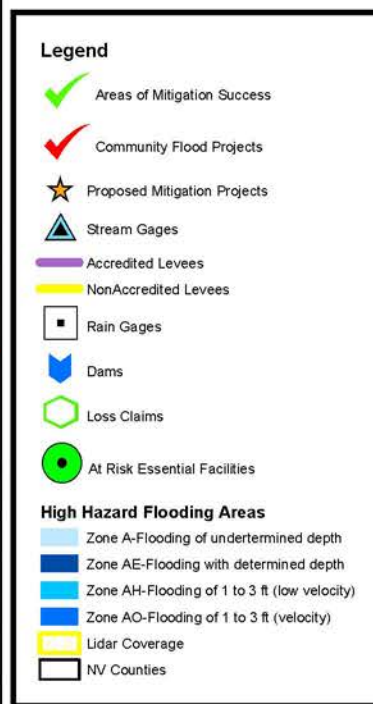 Legend
Areas of Mitigation Success
Community Flood Projects
Proposed Mitigation Projects
Stream Gages
Accredited Levees
NonAccredited Levees
Rain Gages
Dams
Loss Claims
At Risk Essential Facilities
High Hazard Flooding Areas
Zone A-Flooding of undertermined depth
Zone AE-Flooding with determined depth
Zone AH-Flooding of 1 to 3 ft (low velocity)
Zone AO-Flooding of 1 to 3 ft (velocity)
Lidar Coverage
NV Counties